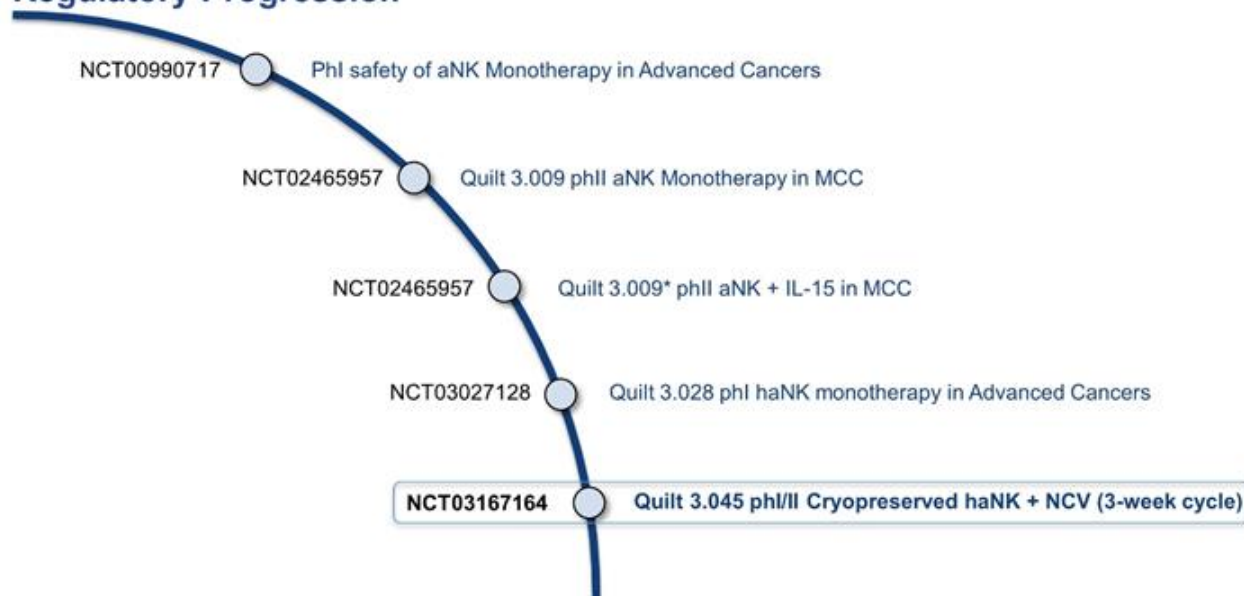 Regulatory Progression
NCT00990717 PhI safety of aNK Monotherapy in Advanced Cancers
NCT02465957 Quilt 3.009 phII aNK Monotherapy in MCC
NCT02465957 Quilt 3.009* phII aNK + IL-15 in MCC
NCT03027128 Quilt 3.028 phI haNK monotherapy in Advanced Cancers
NCT03167164 Quilt 3.045 phI/II Cryopreserved haNK + NCV (3-week cycle)